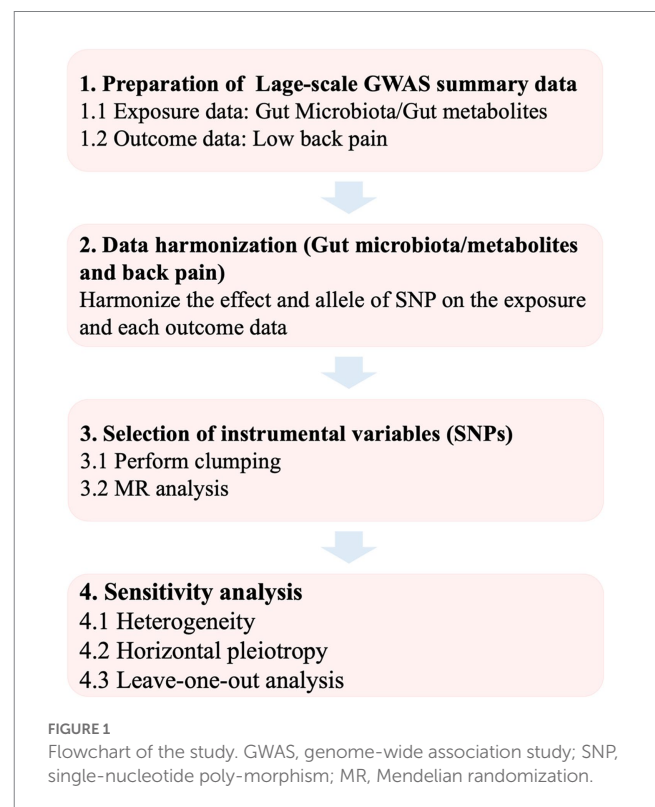 1. Preparation of Lage-scale GWAS summary data
1.1 Exposure data: Gut Microbiota/Gut metabolites
1.2 Outcome data: Low back pain
2. Data harmonization (Gut microbiota/metabolites
and back pain)
Harmonize the effect and allele of SNP on the exposure
and each outcome data
3. Selection of instrumental variables (SNPs)
3.1 Perform clumping
3.2 MR analysis
4. Sensitivity analysis
4.1 Heterogeneity
4.2 Horizontal pleiotropy
4.3 Leave-one-out analysis
FIGURE 1
Flowchart of the study. GWAS, genome-wide association study; SNP,
single-nucleotide poly-morphism; MR, Mendelian randomization.